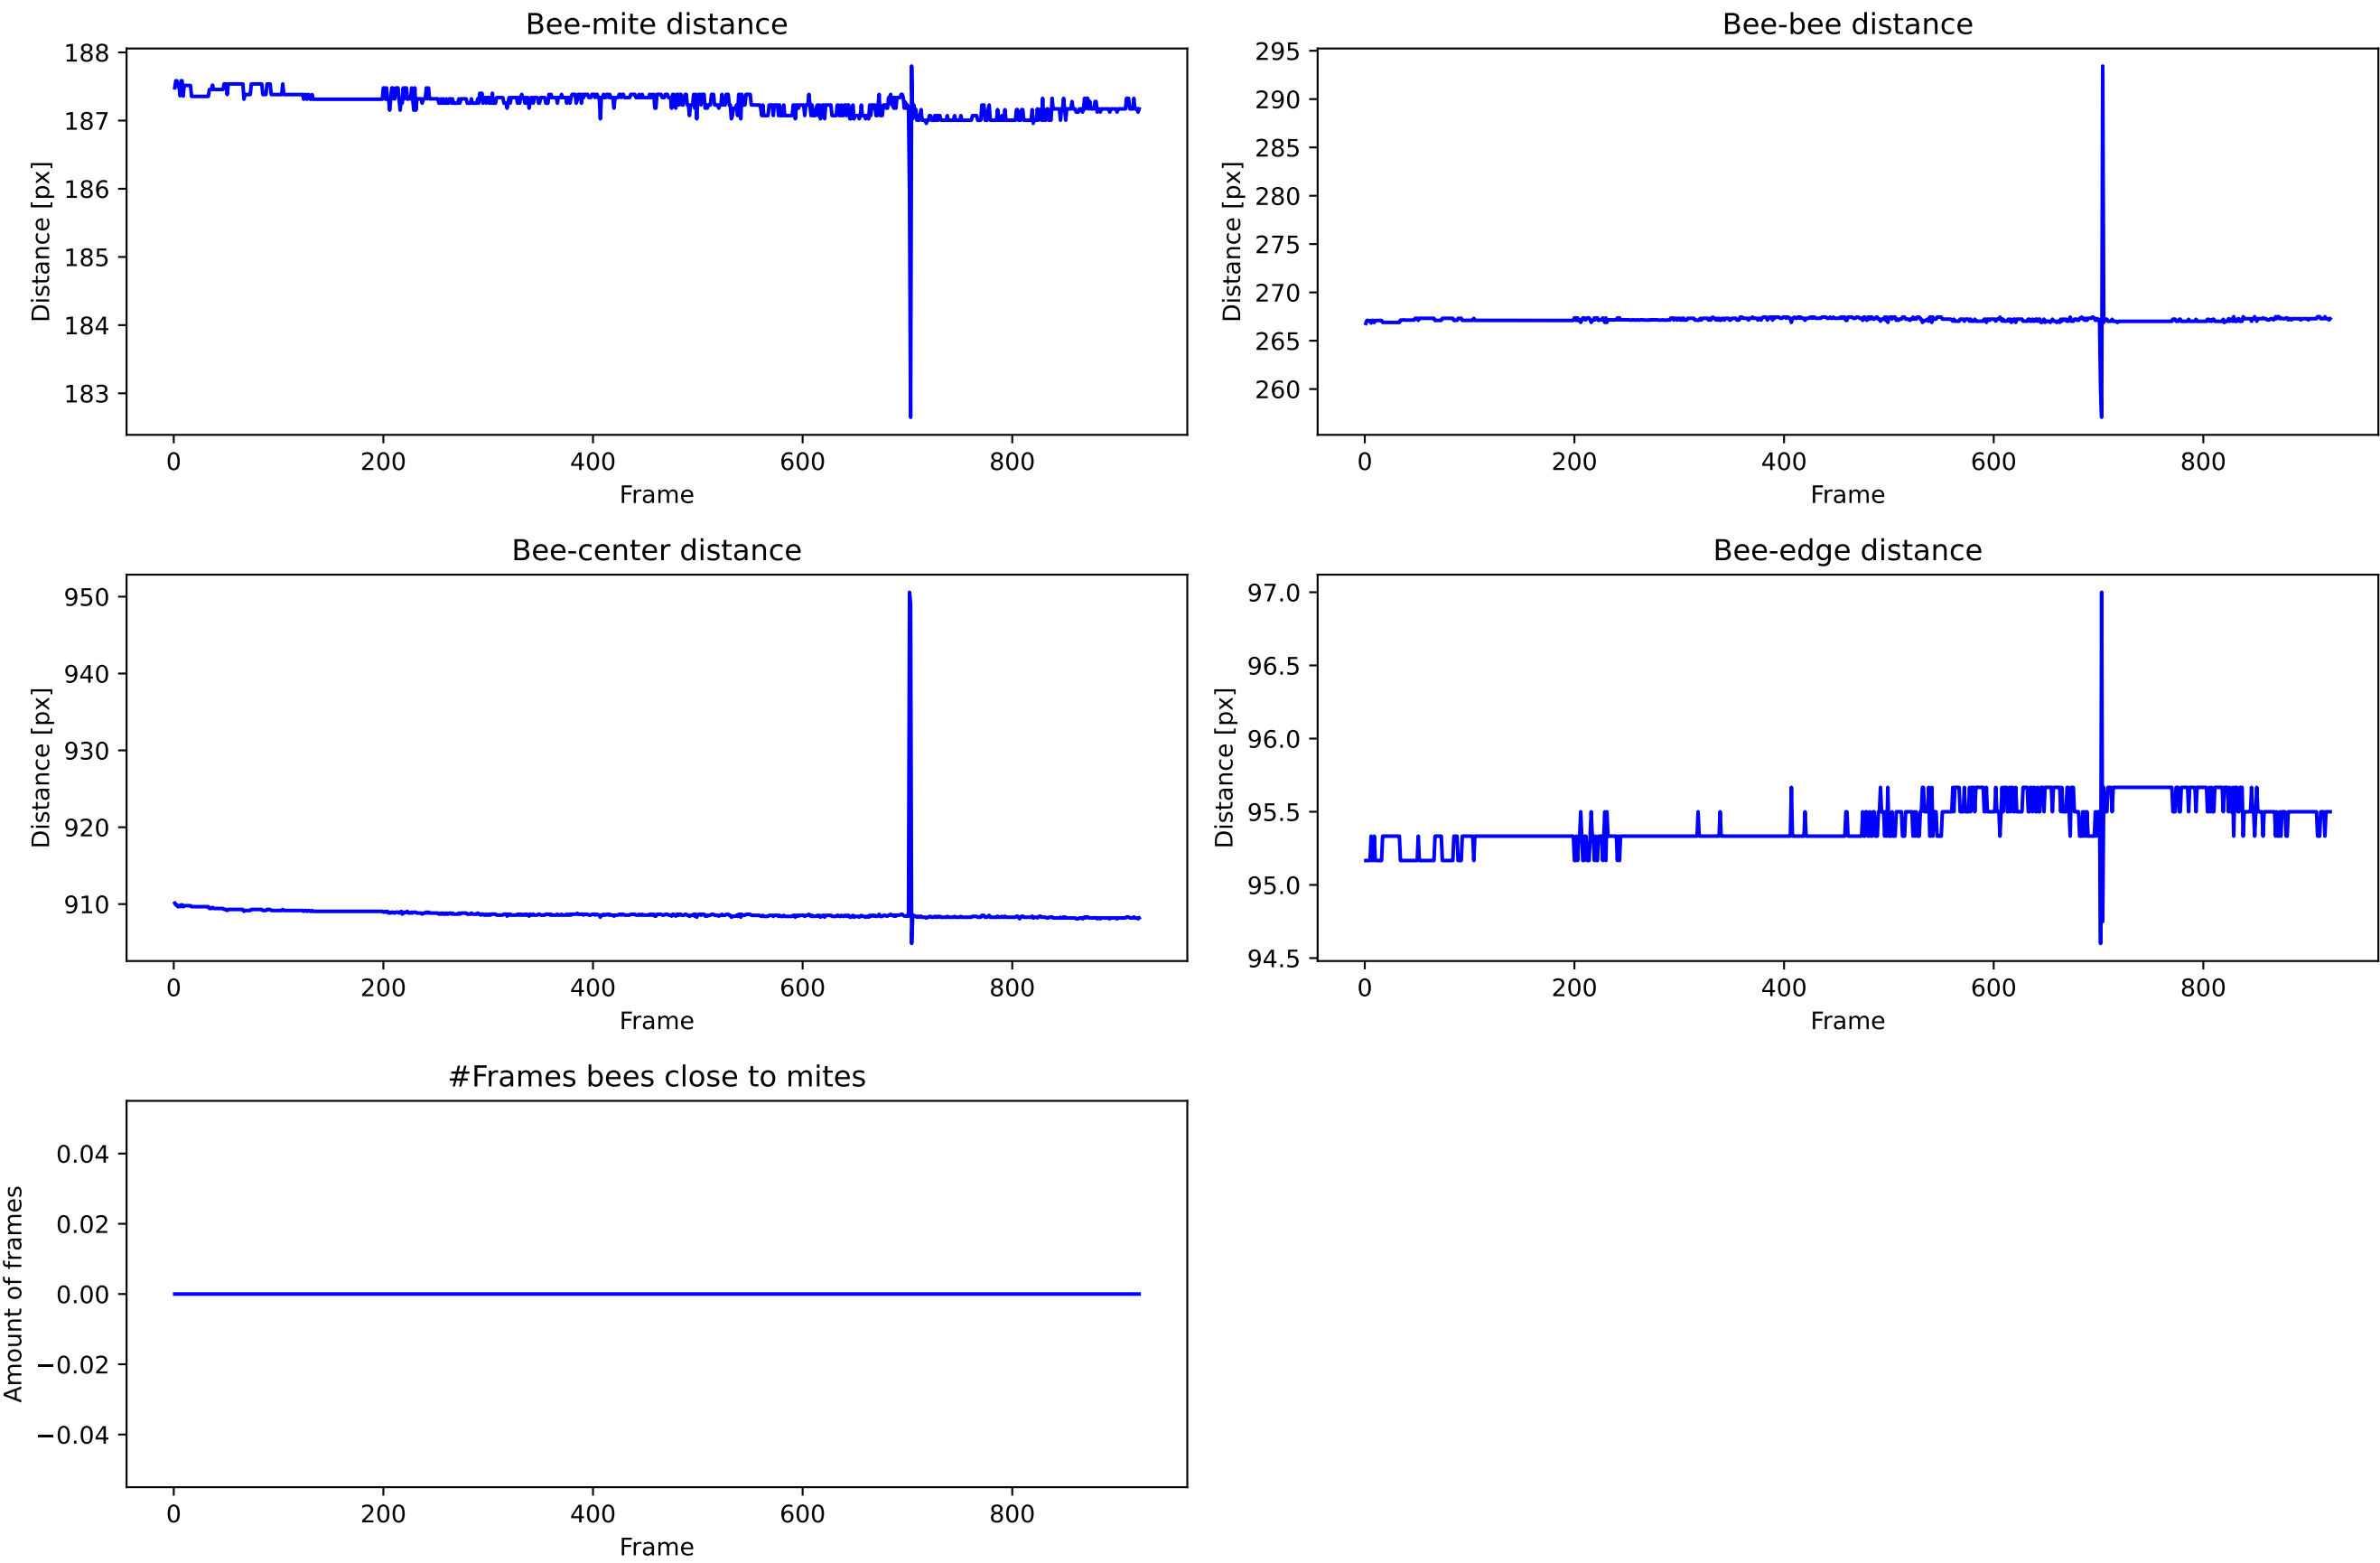 Bee-mite distance
188
187
186
185
184
183
Distance [px]
0 200 400 600 800
Frame
Bee-bee distance
295
290
285
280
275
270
265
260
Distance [px]
0 200 400 600 800
Frame
Bee-center distance
950
940
930
920
910
Distance [px]
0 200 400 600 800
Frame
Bee-edge distance
97.0
96.5
96.0
95.5
95.0
94.5
Distance [px]
0 200 400 600 800
Frame
#Frames bees close to mites
0.04
0.02
0.00
−0.02
−0.04
Amount of frames
0 200 400 600 800
Frame